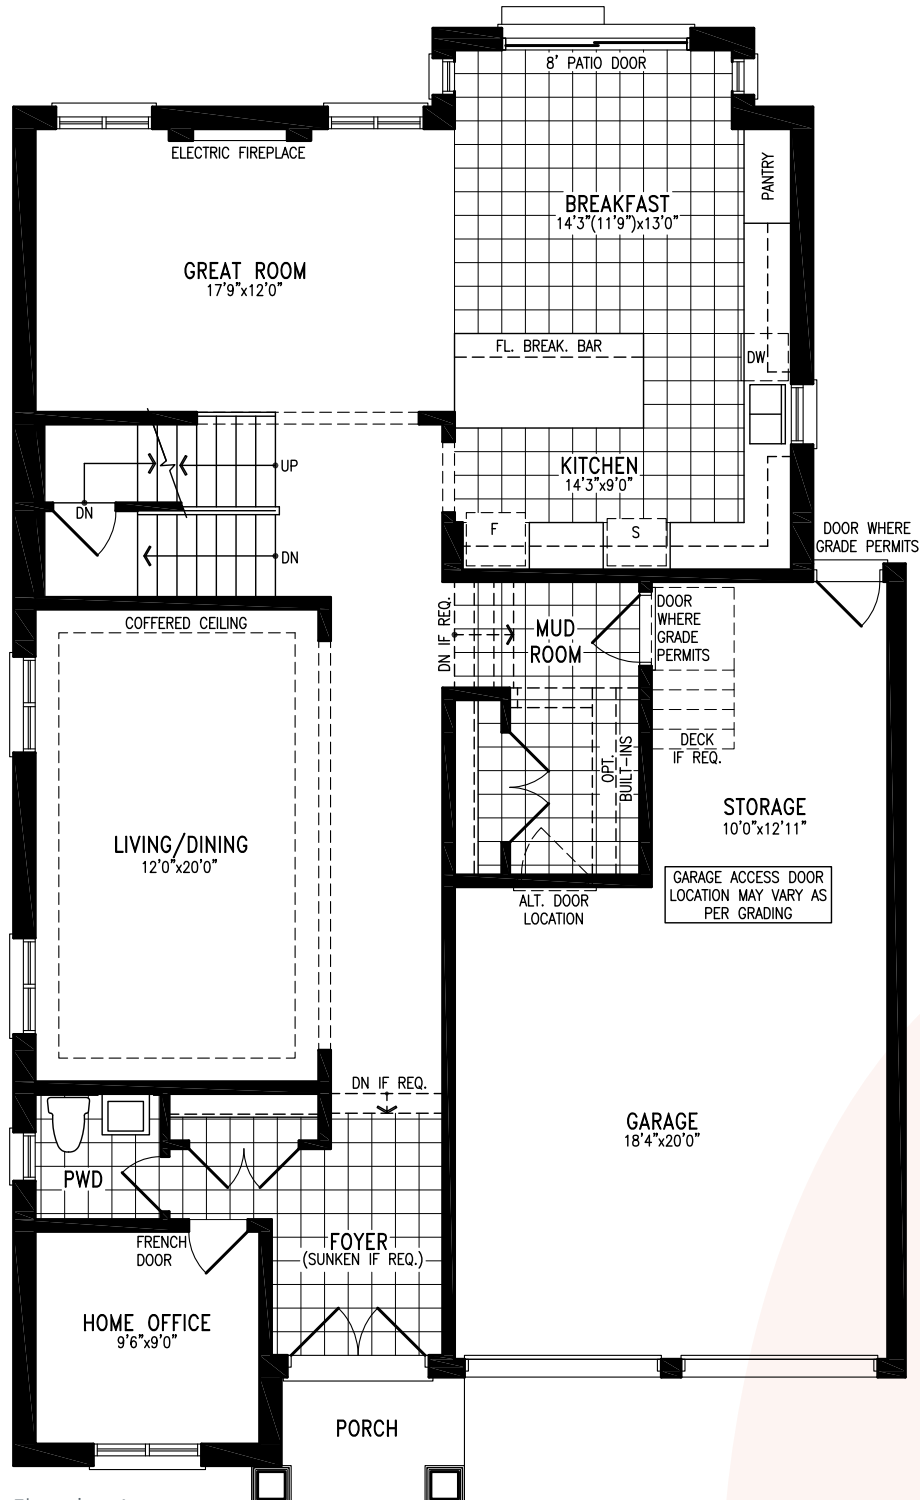 8' PATIO DOOR
ELECTRIC FIREPLACE
PANTRY
BREAKFAST
14'3"(11'9")x13'0"
GREAT ROOM
17'9"x12'0"
FL. BREAK. BAR
DW
KITCHEN
14'3"x9'0"
UP
DN
DN
F
S
DOOR WHERE
GRADE PERMITS
COFFERED CEILING
DN IF REQ.
MUD
ROOM
DOOR
WHERE
GRADE
PERMITS
DECK
IF REQ.
OPT.
BUILT-INS
STORAGE
10'0"x12'11"
LIVING/DINING
12'0"x20'0"
GARAGE ACCESS DOOR
LOCATION MAY VARY AS
PER GRADING
ALT. DOOR
LOCATION
DN IF REQ.
GARAGE
18'4"x20'0"
PWD
FRENCH
DOOR
FOYER
(SUNKEN IF REQ.)
HOME OFFICE
9'6"x9'0"
PORCH